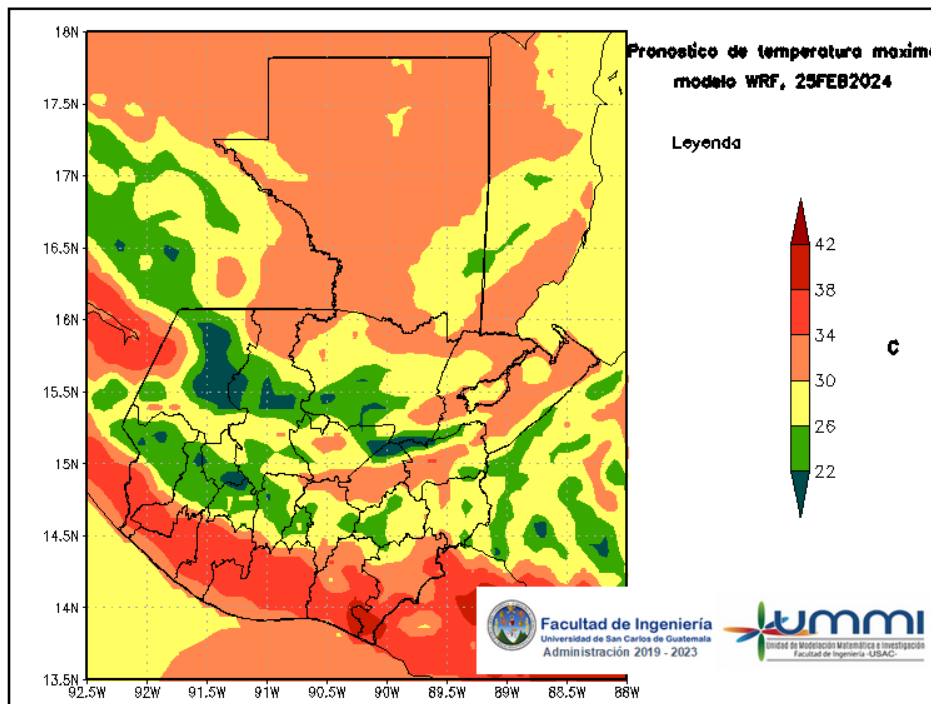 18N
17.5N
17N
16.5N
16N
15.5N
15N
14.5N
14N
13.5N
92.5W
92W
91.5W
91W
90.5W
90W
89.5W
89W
88.5W
88W
Pronostico de temperatura maxima
modelo WRF, 25FEB2024
Leyenda
42
38
34
30
26
22
C
Facultad de Ingeniería
Universidad de San Carlos de Guatemala
Administración 2019 - 2023
ummi
Unidad de Modelación Matemática e Investigación
Facultad de Ingeniería -USAC-